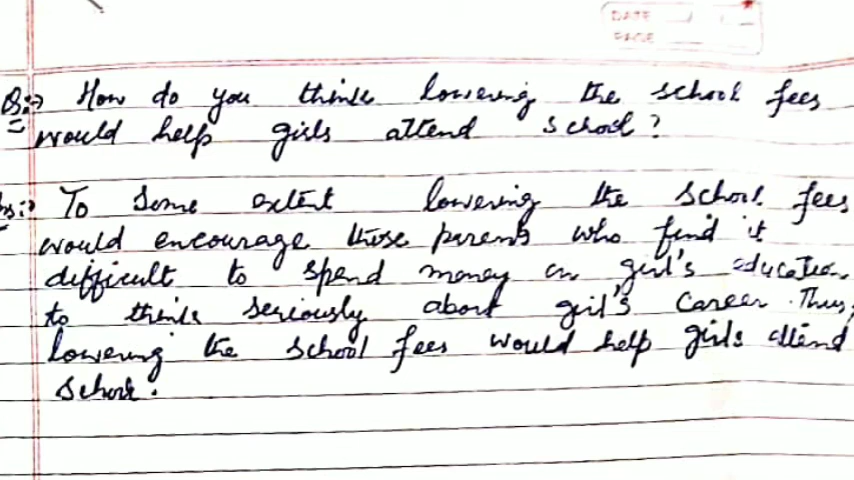 DATE
PAGE
Q:→ How do you think lowering the school fees
would help girls attend school?
Ans:→ To some extent lowering the school fees
would encourage those parents who find it
difficult to spend money on girl's education
to think seriously about girl's career. Thus,
lowering the school fees would help girls attend
school.